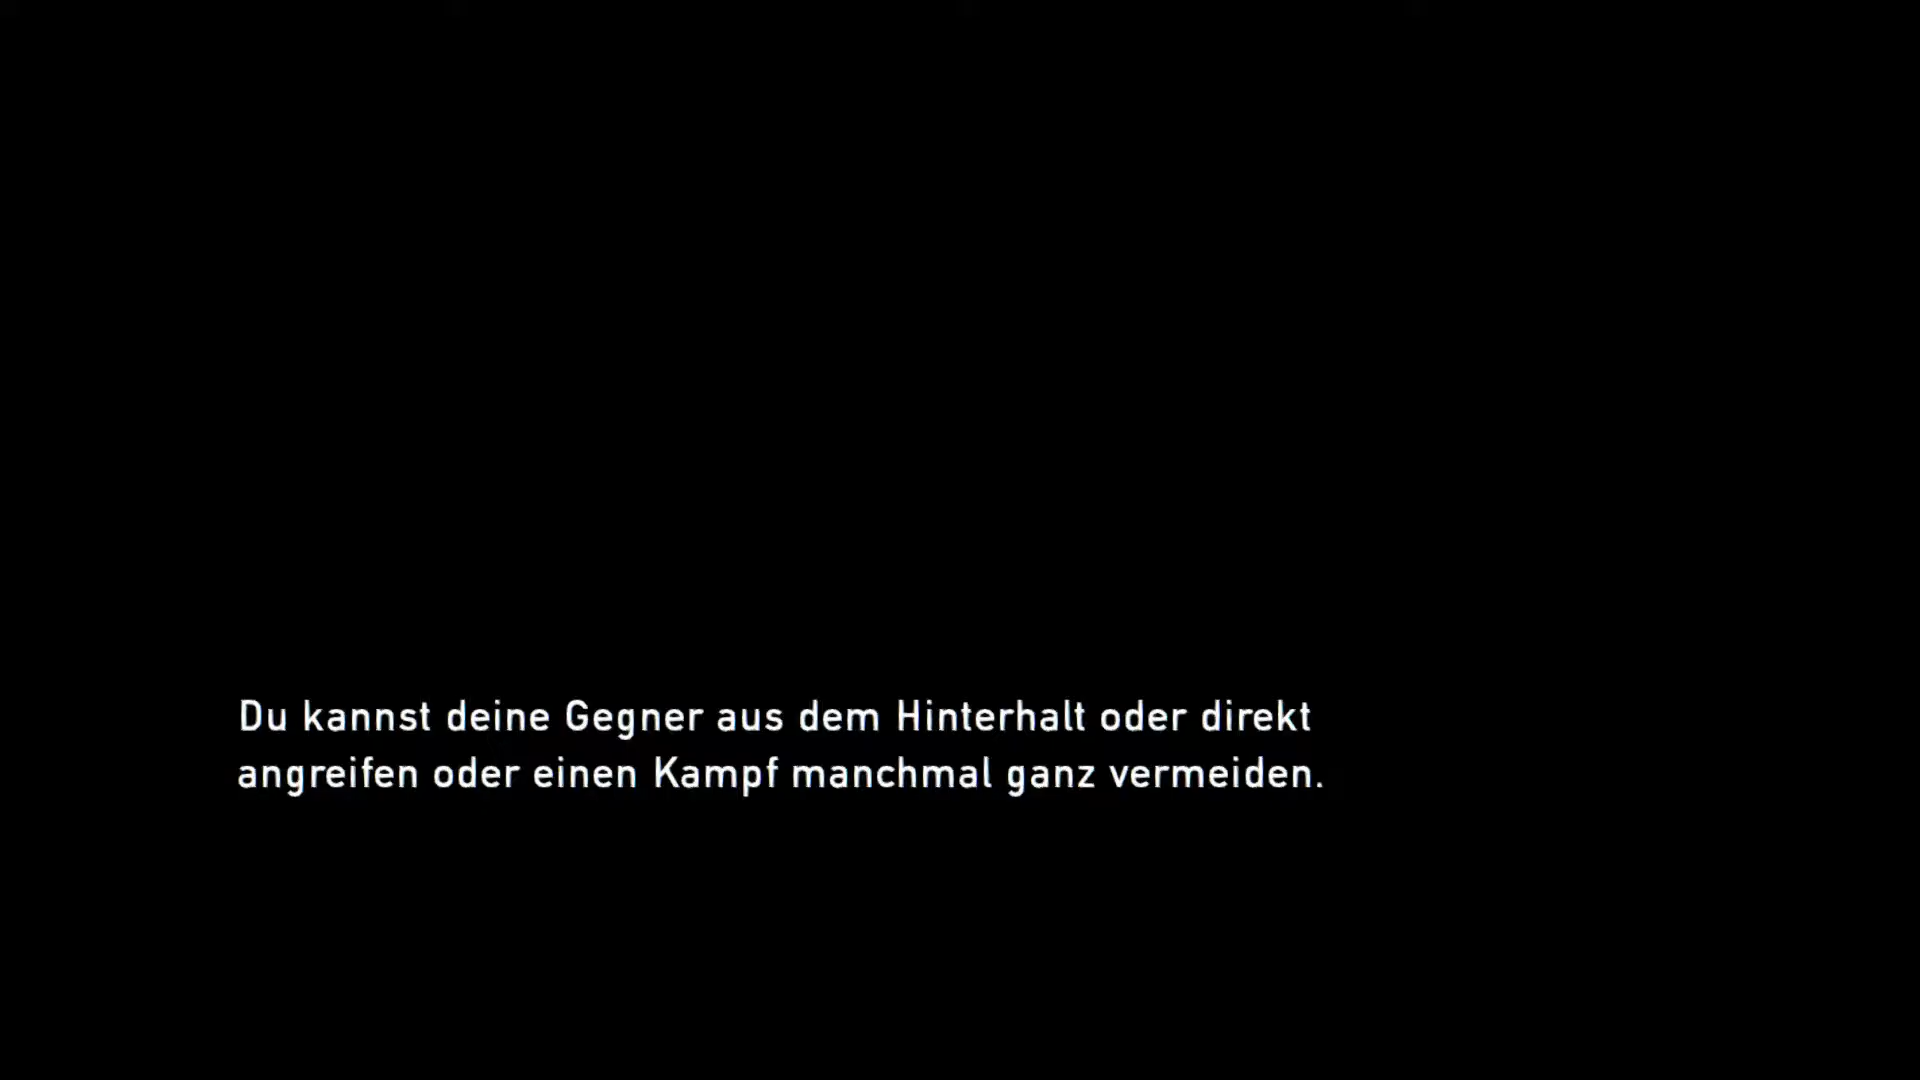 Du kannst deine Gegner aus dem Hinterhalt oder direkt
angreifen oder einen Kampf manchmal ganz vermeiden.